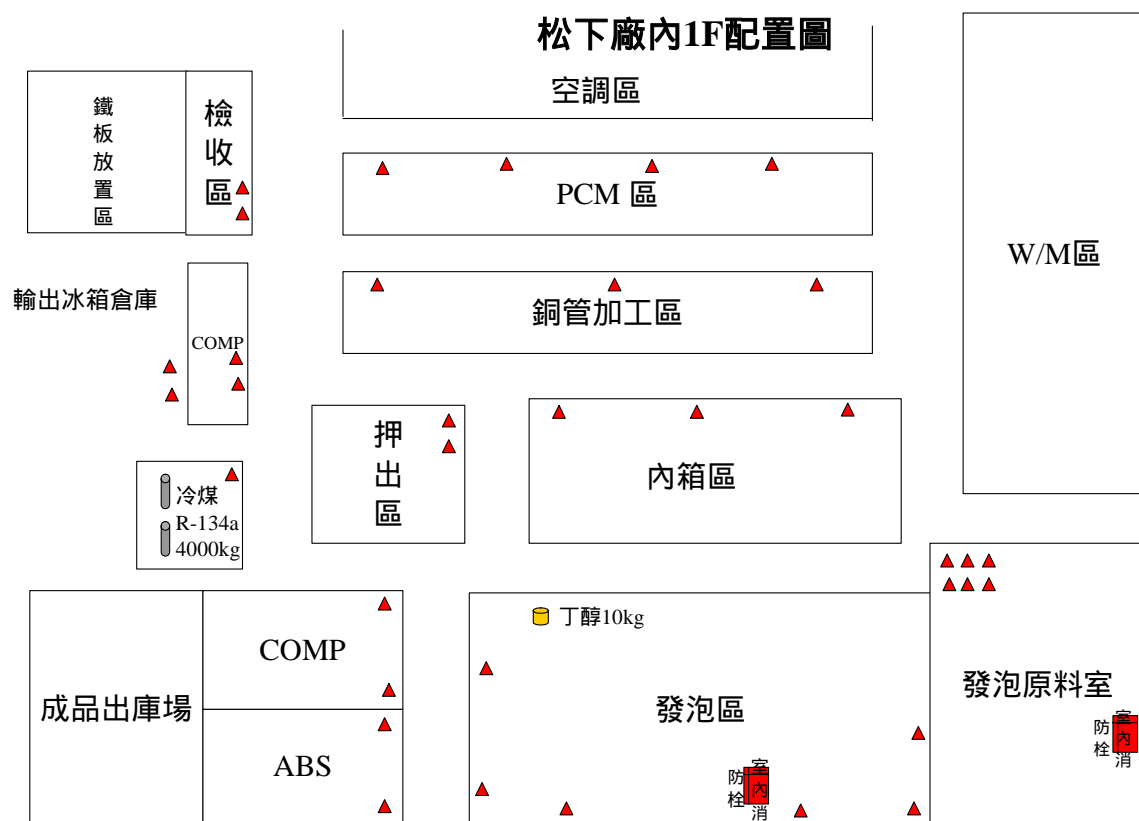 松下廠內1F配置圖
空調區
鐵板放置區
檢收區
PCM 區
W/M區
輸出冰箱倉庫
COMP
銅管加工區
押出區
內箱區
冷煤
R-134a
4000kg
丁醇10kg
COMP
成品出庫場
ABS
發泡區
發泡原料室
室內消防栓
室內消防栓